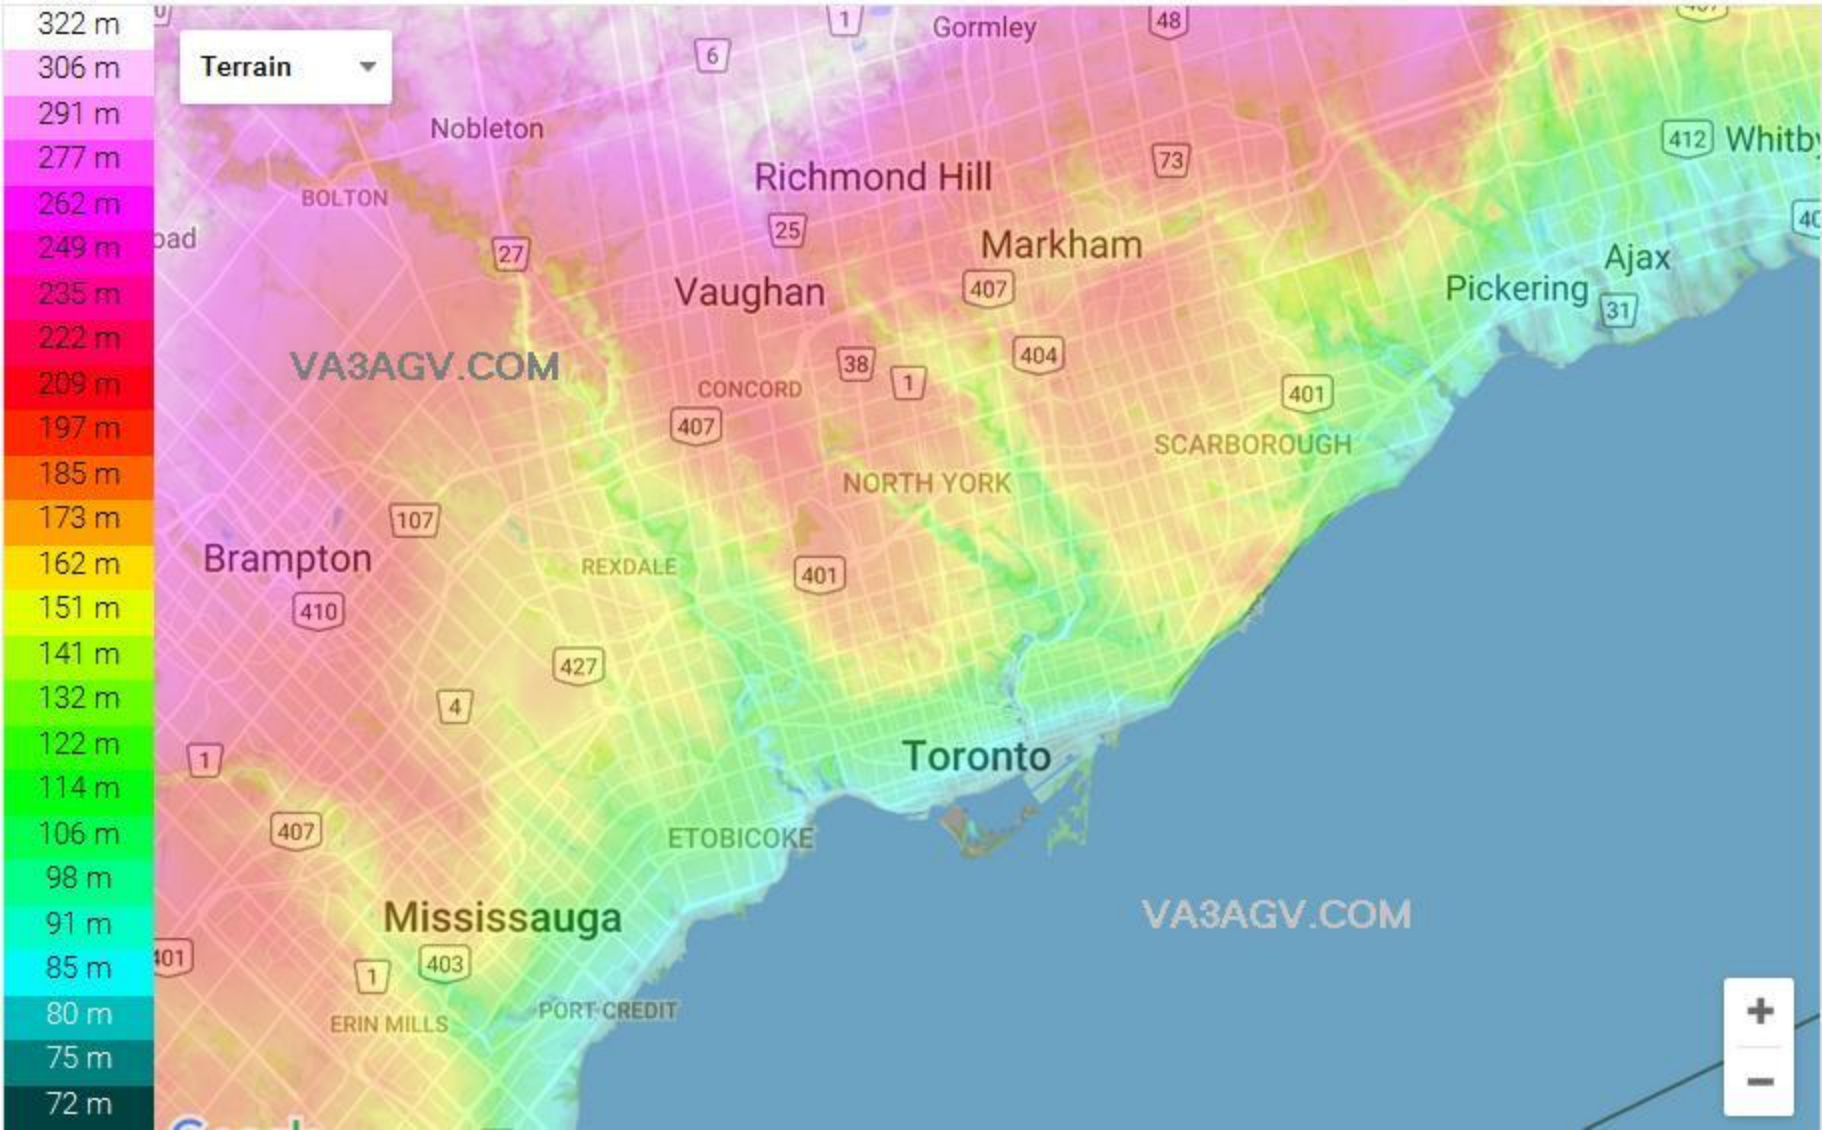 322 m
306 m
291 m
277 m
262 m
249 m
235 m
222 m
209 m
197 m
185 m
173 m
162 m
151 m
141 m
132 m
122 m
114 m
106 m
98 m
91 m
85 m
80 m
75 m
72 m
Terrain
1
Gormley
48
6
Nobleton
412
Whitby
73
Richmond Hill
BOLTON
25
27
Markham
Ajax
Pickering
407
Vaughan
31
404
VA3AGV.COM
38
1
CONCORD
401
407
SCARBOROUGH
NORTH YORK
107
Brampton
REXDALE
401
410
427
4
1
Toronto
407
ETOBICOKE
Mississauga
VA3AGV.COM
401
403
1
PORT CREDIT
ERIN MILLS
+
−